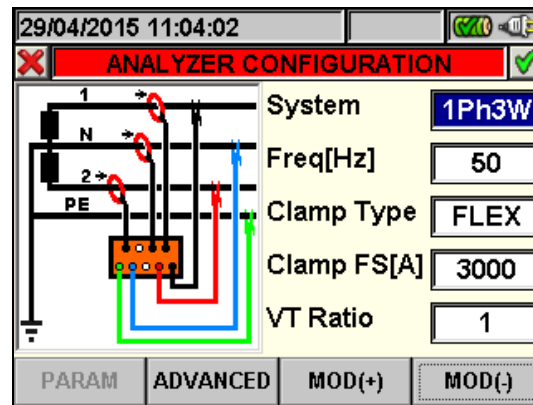 29/04/2015 11:04:02
ANALYZER CONFIGURATION
1
N
2
PE
System 1Ph3W
Freq[Hz] 50
Clamp Type FLEX
Clamp FS[A] 3000
VT Ratio 1
PARAM ADVANCED MOD(+) MOD(-)